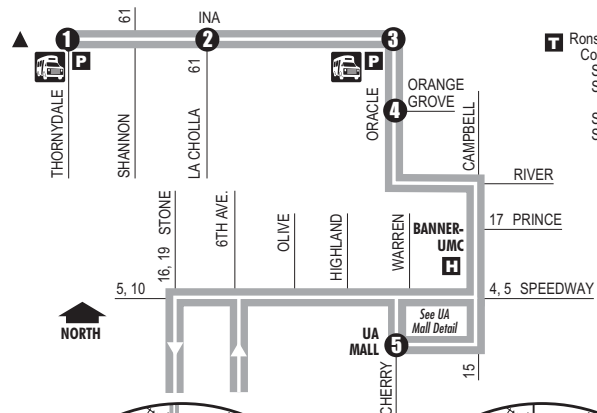 61
INA
1
2
3
P
P
61
THORNYDALE
SHANNON
LA CHOLLA
ORACLE
ORANGE
GROVE
4
CAMPBELL
T Rons
Co
S
S
S
S
RIVER
16, 19 STONE
6TH AVE.
OLIVE
HIGHLAND
WARREN
BANNER-
UMC
H
17 PRINCE
5, 10
4, 5 SPEEDWAY
NORTH
See UA
Mall Detail
UA
MALL
5
CHERRY
15